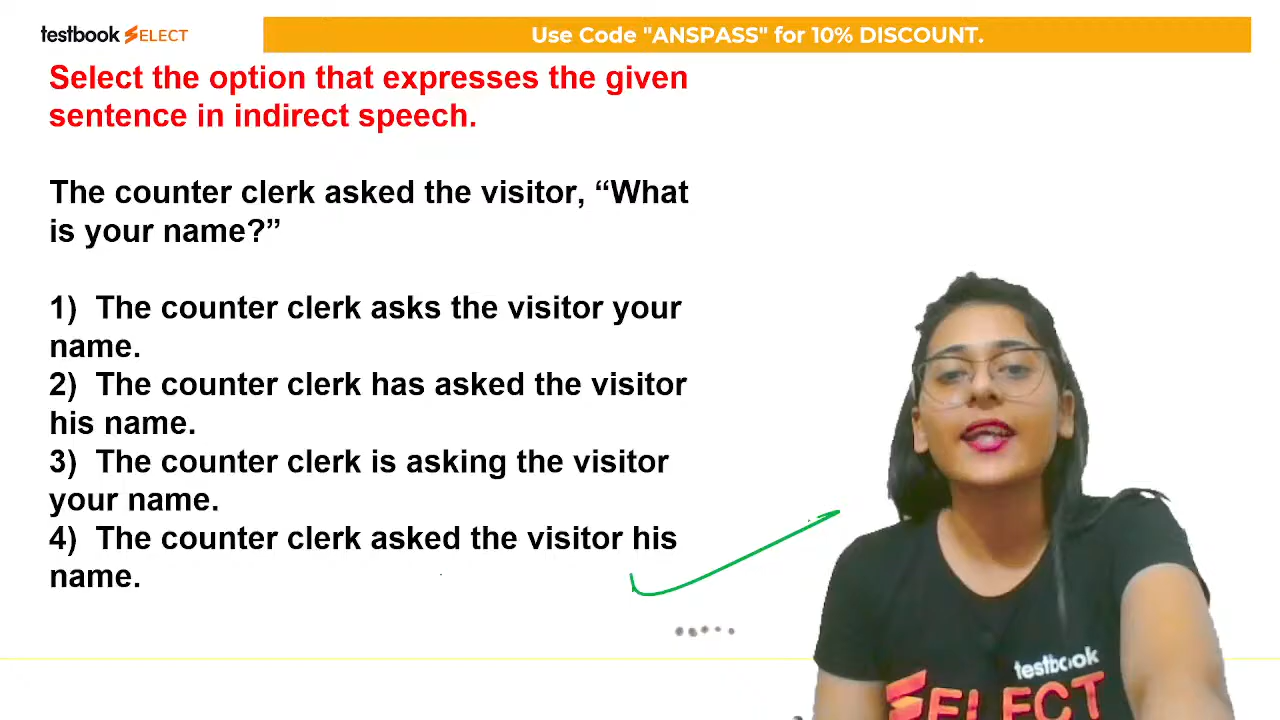 testbook SELECT
Use Code "ANSPASS" for 10% DISCOUNT.
Select the option that expresses the given
sentence in indirect speech.
The counter clerk asked the visitor, “What
is your name?”
1) The counter clerk asks the visitor your
name.
2) The counter clerk has asked the visitor
his name.
3) The counter clerk is asking the visitor
your name.
4) The counter clerk asked the visitor his
name.
testbook
SELECT